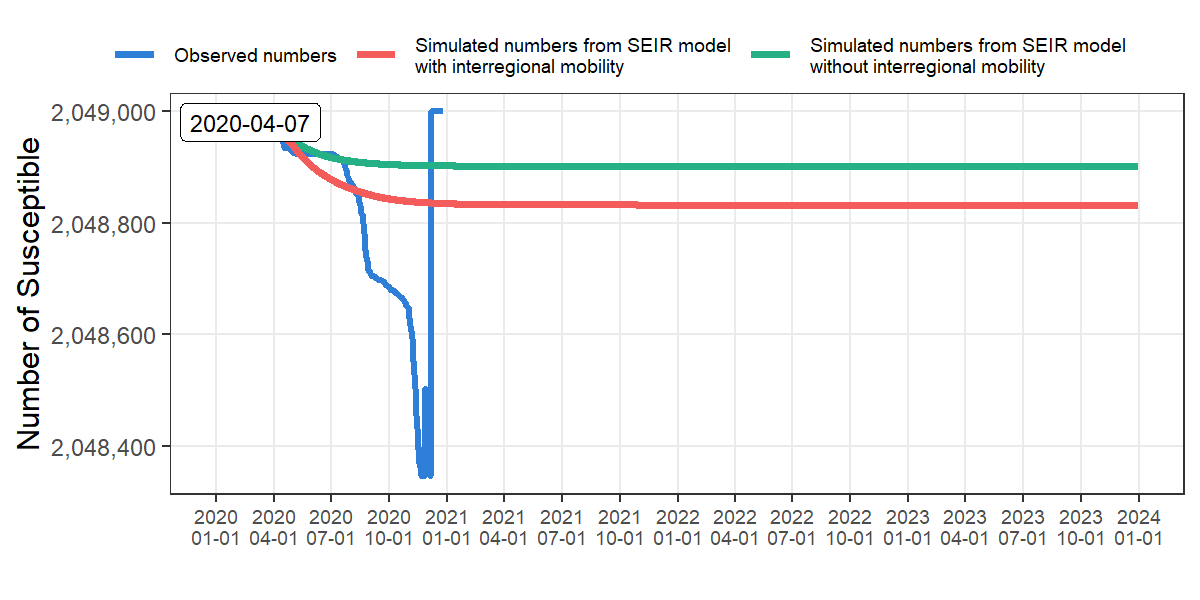 Observed numbers
Simulated numbers from SEIR model
with interregional mobility
Simulated numbers from SEIR model
without interregional mobility
Number of Susceptible
2,049,000
2,048,800
2,048,600
2,048,400
2020-04-07
2020 2020 2020 2020 2021 2021 2021 2021 2022 2022 2022 2022 2023 2023 2023 2023 2024
01-01 04-01 07-01 10-01 01-01 04-01 07-01 10-01 01-01 04-01 07-01 10-01 01-01 04-01 07-01 10-01 01-01